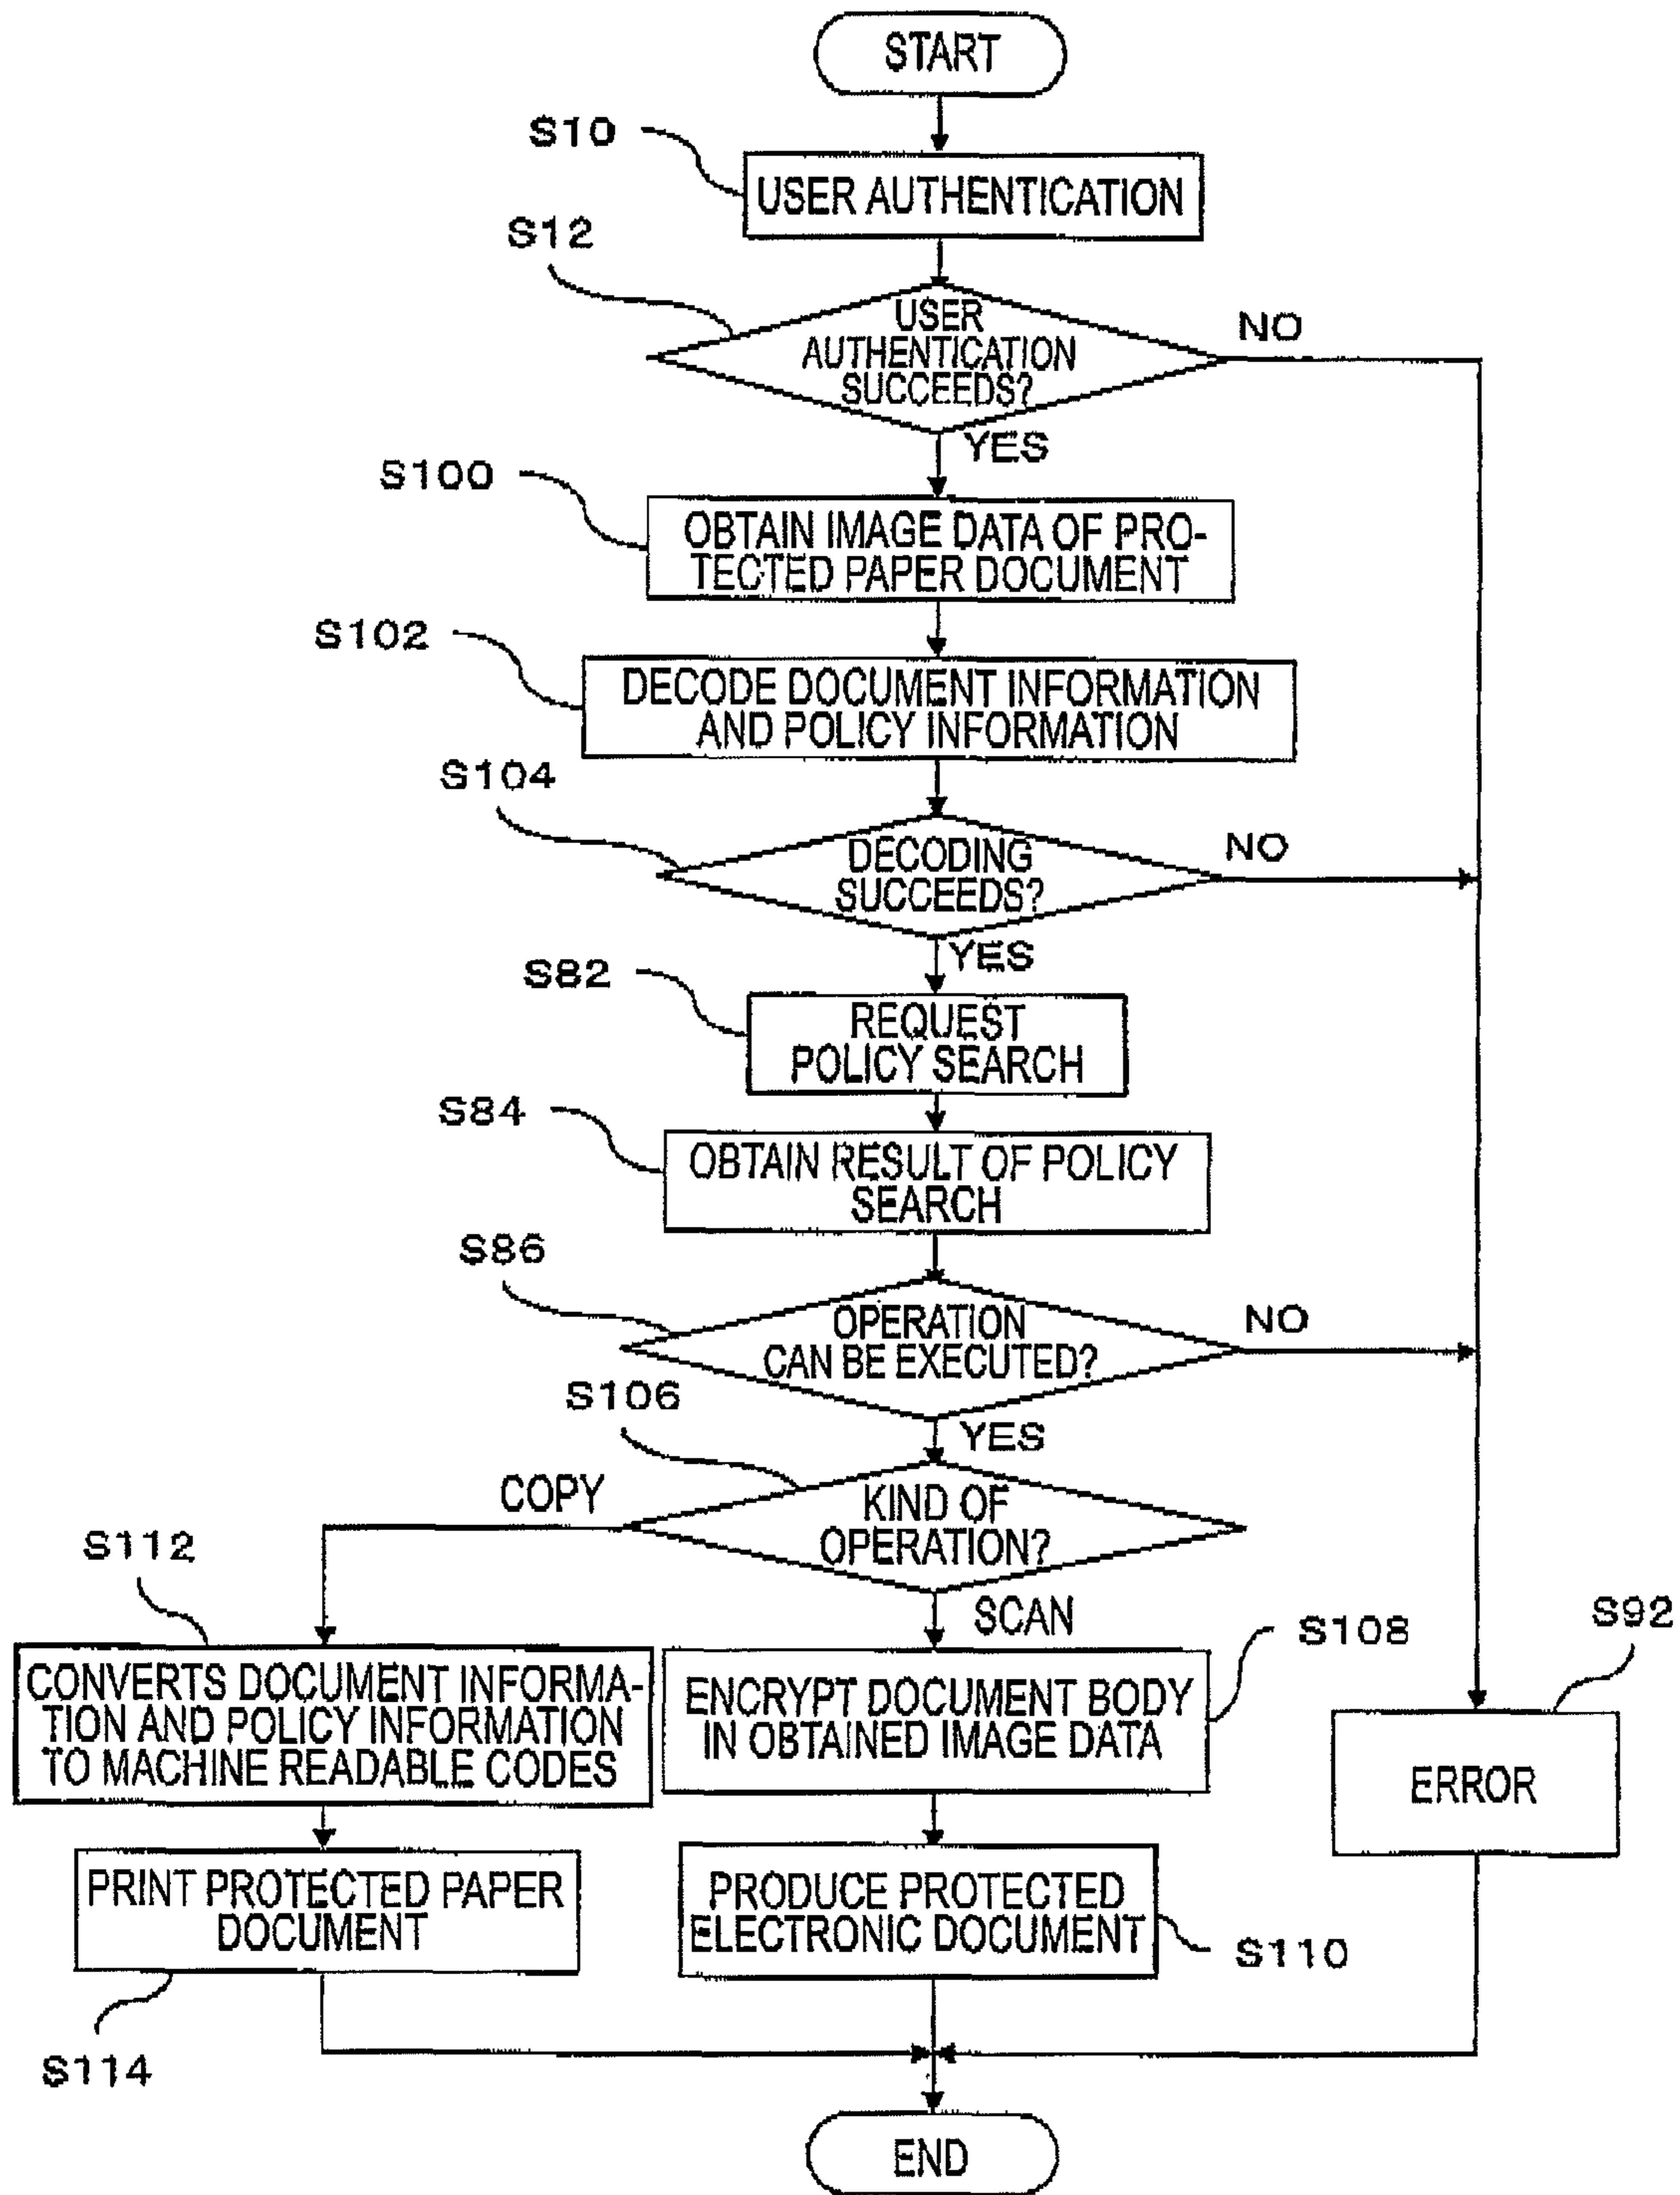 START
S10
USER AUTHENTICATION
S12
USER
AUTHENTICATION
SUCCEEDS?
NO
YES
S100
OBTAIN IMAGE DATA OF PRO-
TECTED PAPER DOCUMENT
S102
DECODE DOCUMENT INFORMATION
AND POLICY INFORMATION
S104
DECODING
SUCCEEDS?
NO
YES
S82
REQUEST
POLICY SEARCH
S84
OBTAIN RESULT OF POLICY
SEARCH
S86
OPERATION
CAN BE EXECUTED?
NO
YES
S106
KIND OF
OPERATION?
COPY
SCAN
S112
CONVERTS DOCUMENT INFORMA-
TION AND POLICY INFORMATION
TO MACHINE READABLE CODES
S108
ENCRYPT DOCUMENT BODY
IN OBTAINED IMAGE DATA
S92
ERROR
PRINT PROTECTED PAPER
DOCUMENT
S114
PRODUCE PROTECTED
ELECTRONIC DOCUMENT
S110
END